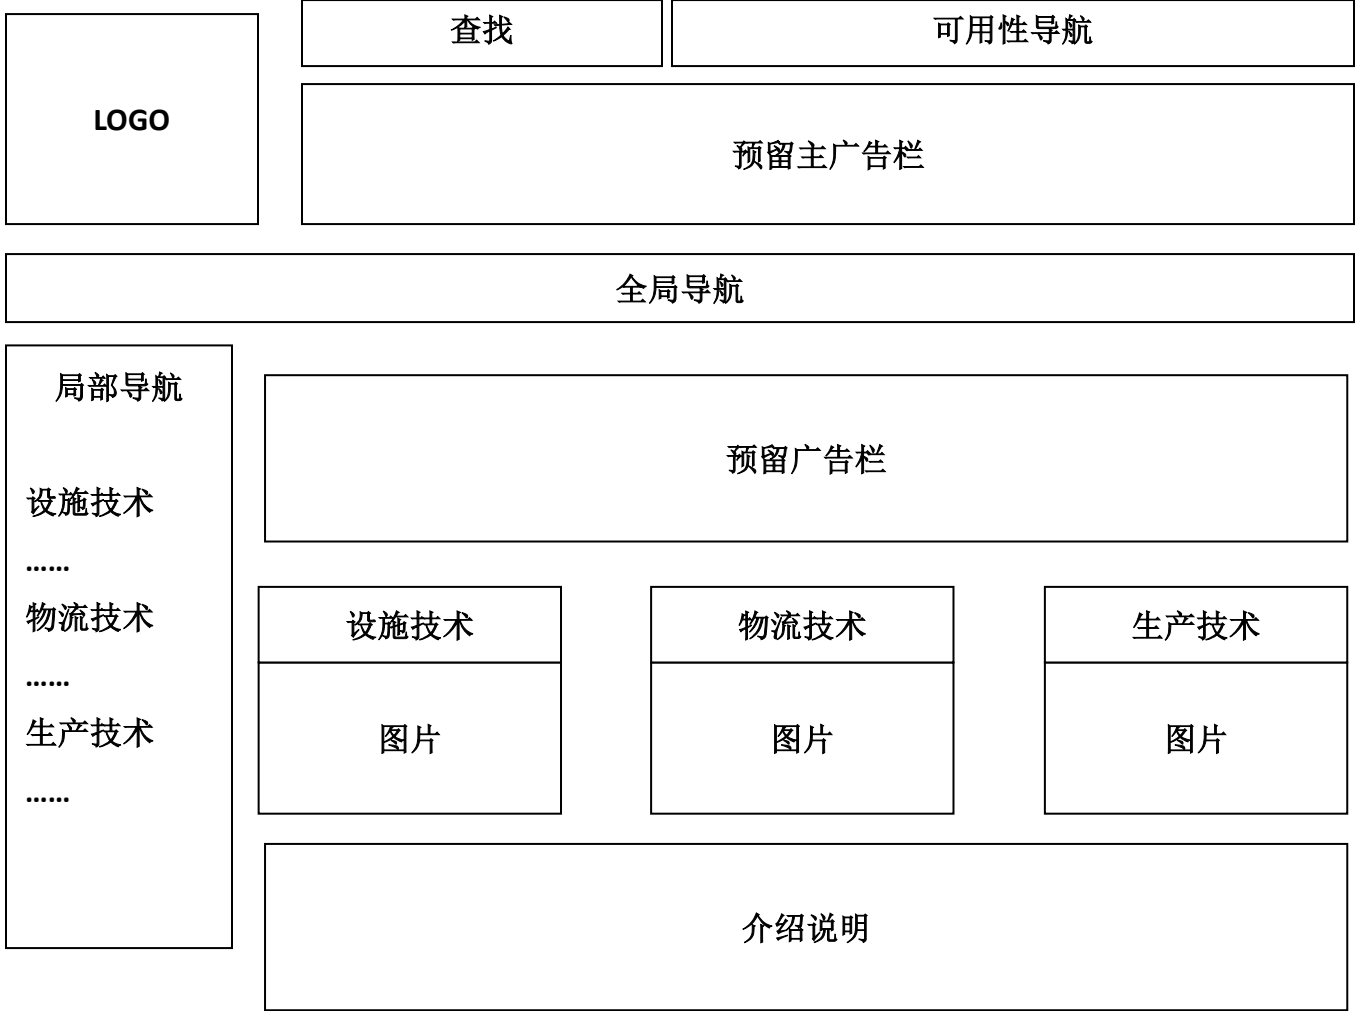 查找
可用性导航
LOGO
预留主广告栏
全局导航
局部导航
设施技术
……
物流技术
……
生产技术
……
预留广告栏
设施技术
物流技术
生产技术
图片
图片
图片
介绍说明